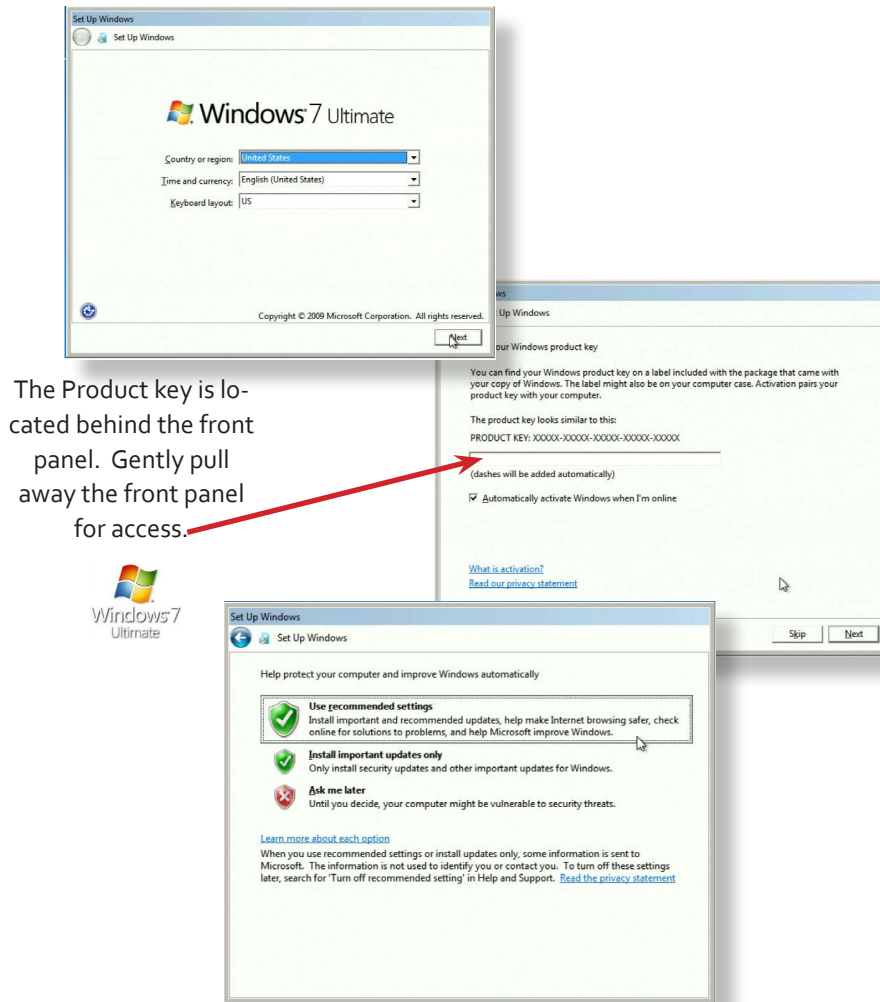 Set Up Windows
Set Up Windows
Windows 7 Ultimate
Country or region: United States
Time and currency: English (United States)
Keyboard layout: US
Copyright © 2009 Microsoft Corporation. All rights reserved.
Next
The Product key is lo-
cated behind the front
panel. Gently pull
away the front panel
for access.
Windows 7
Ultimate
ws
Up Windows
our Windows product key
You can find your Windows product key on a label included with the package that came with
your copy of Windows. The label might also be on your computer case. Activation pairs your
product key with your computer.
The product key looks similar to this:
PRODUCT KEY: XXXXX-XXXXX-XXXXX-XXXXX-XXXXX
(dashes will be added automatically)
Automatically activate Windows when I'm online
What is activation?
Read our privacy statement
Skip Next
Set Up Windows
Set Up Windows
Help protect your computer and improve Windows automatically
Use recommended settings
Install important and recommended updates, help make Internet browsing safer, check
online for solutions to problems, and help Microsoft improve Windows.
Install important updates only
Only install security updates and other important updates for Windows.
Ask me later
Until you decide, your computer might be vulnerable to security threats.
Learn more about each option
When you use recommended settings or install updates only, some information is sent to
Microsoft. The information is not used to identify you or contact you. To turn off these settings
later, search for 'Turn off recommended setting' in Help and Support. Read the privacy statement